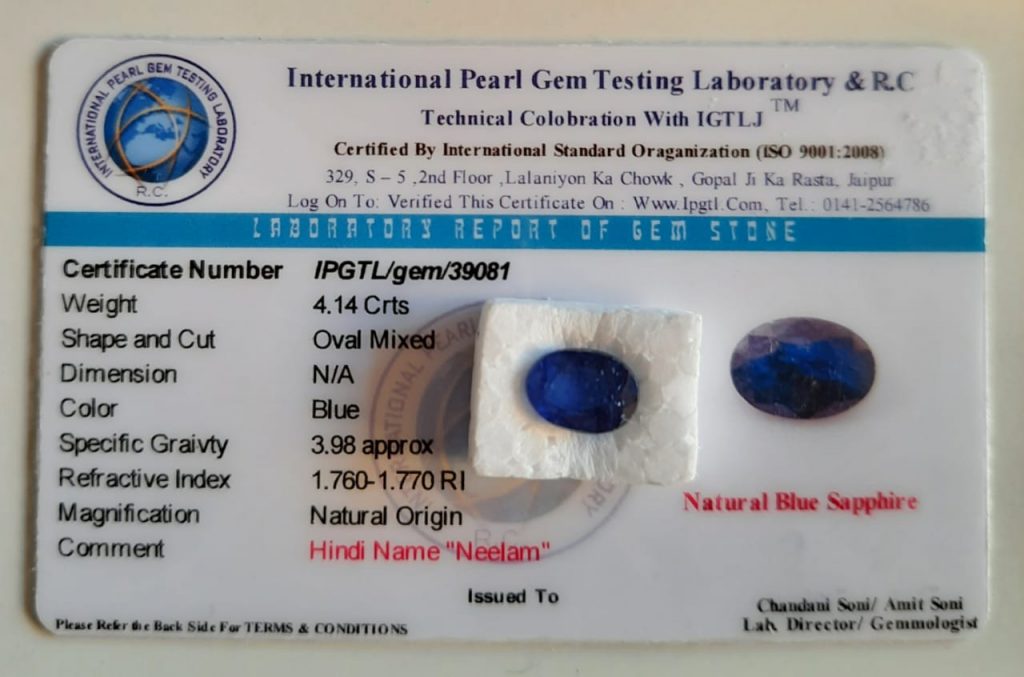 INTERNATIONAL PEARL GEM TESTING LABORATORY
R.C.
International Pearl Gem Testing Laboratory & R.C
Technical Colobration With IGTLJ TM
Certified By International Standard Oraganization (ISO 9001:2008)
329, S – 5 ,2nd Floor ,Lalaniyon Ka Chowk , Gopal Ji Ka Rasta, Jaipur
Log On To: Verified This Certificate On : Www.Ipgtl.Com, Tel.: 0141-2564786
LABORATORY REPORT OF GEM STONE
Certificate Number IPGTL/gem/39081
Weight 4.14 Crts
Shape and Cut Oval Mixed
Dimension N/A
Color Blue
Specific Graivty 3.98 approx
Refractive Index 1.760-1.770 RI
Magnification Natural Origin
Comment Hindi Name "Neelam"
Natural Blue Sapphire
Issued To
Chandani Soni/ Amit Soni
Lab. Director/ Gemmologist
Please Refer the Back Side For TERMS & CONDITIONS